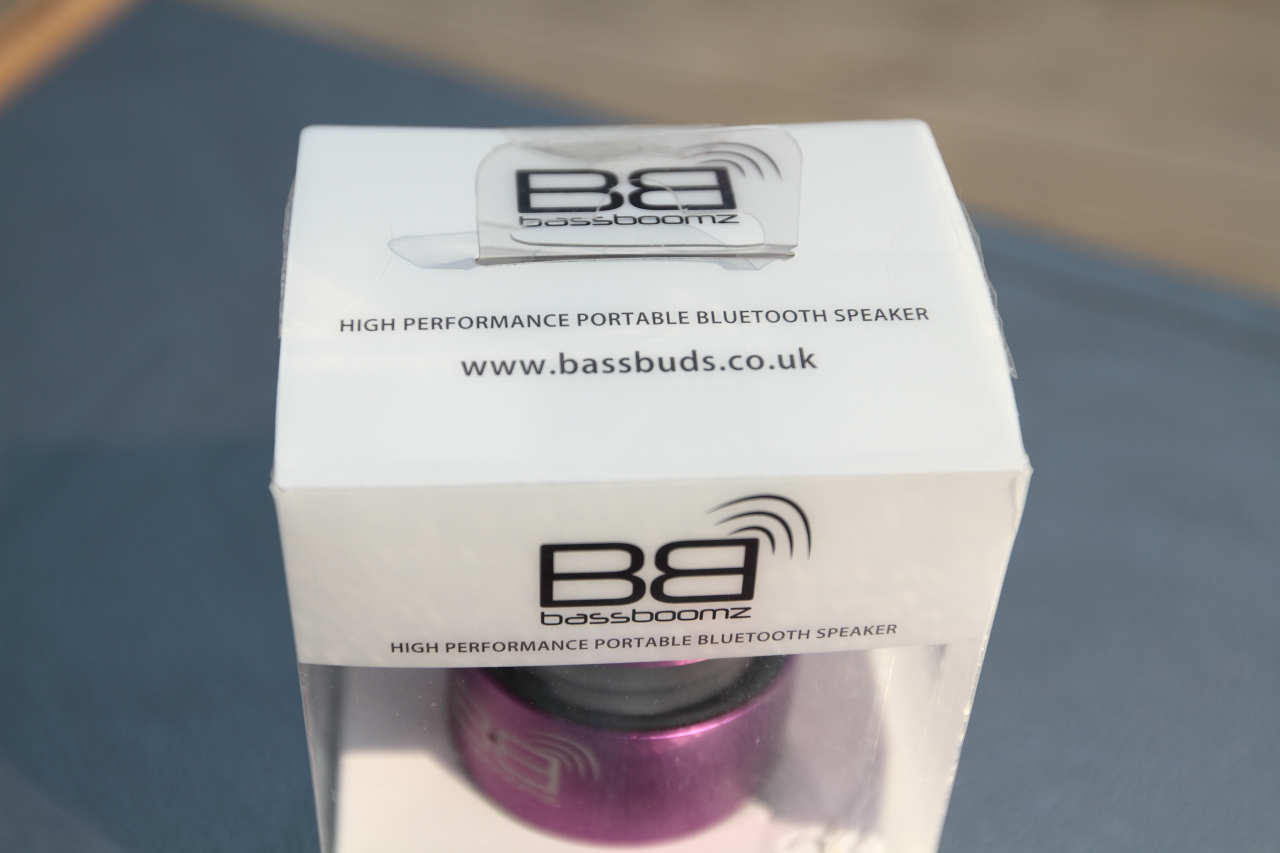 BB
bassboomz
HIGH PERFORMANCE PORTABLE BLUETOOTH SPEAKER
www.bassbuds.co.uk
BB
bassboomz
HIGH PERFORMANCE PORTABLE BLUETOOTH SPEAKER